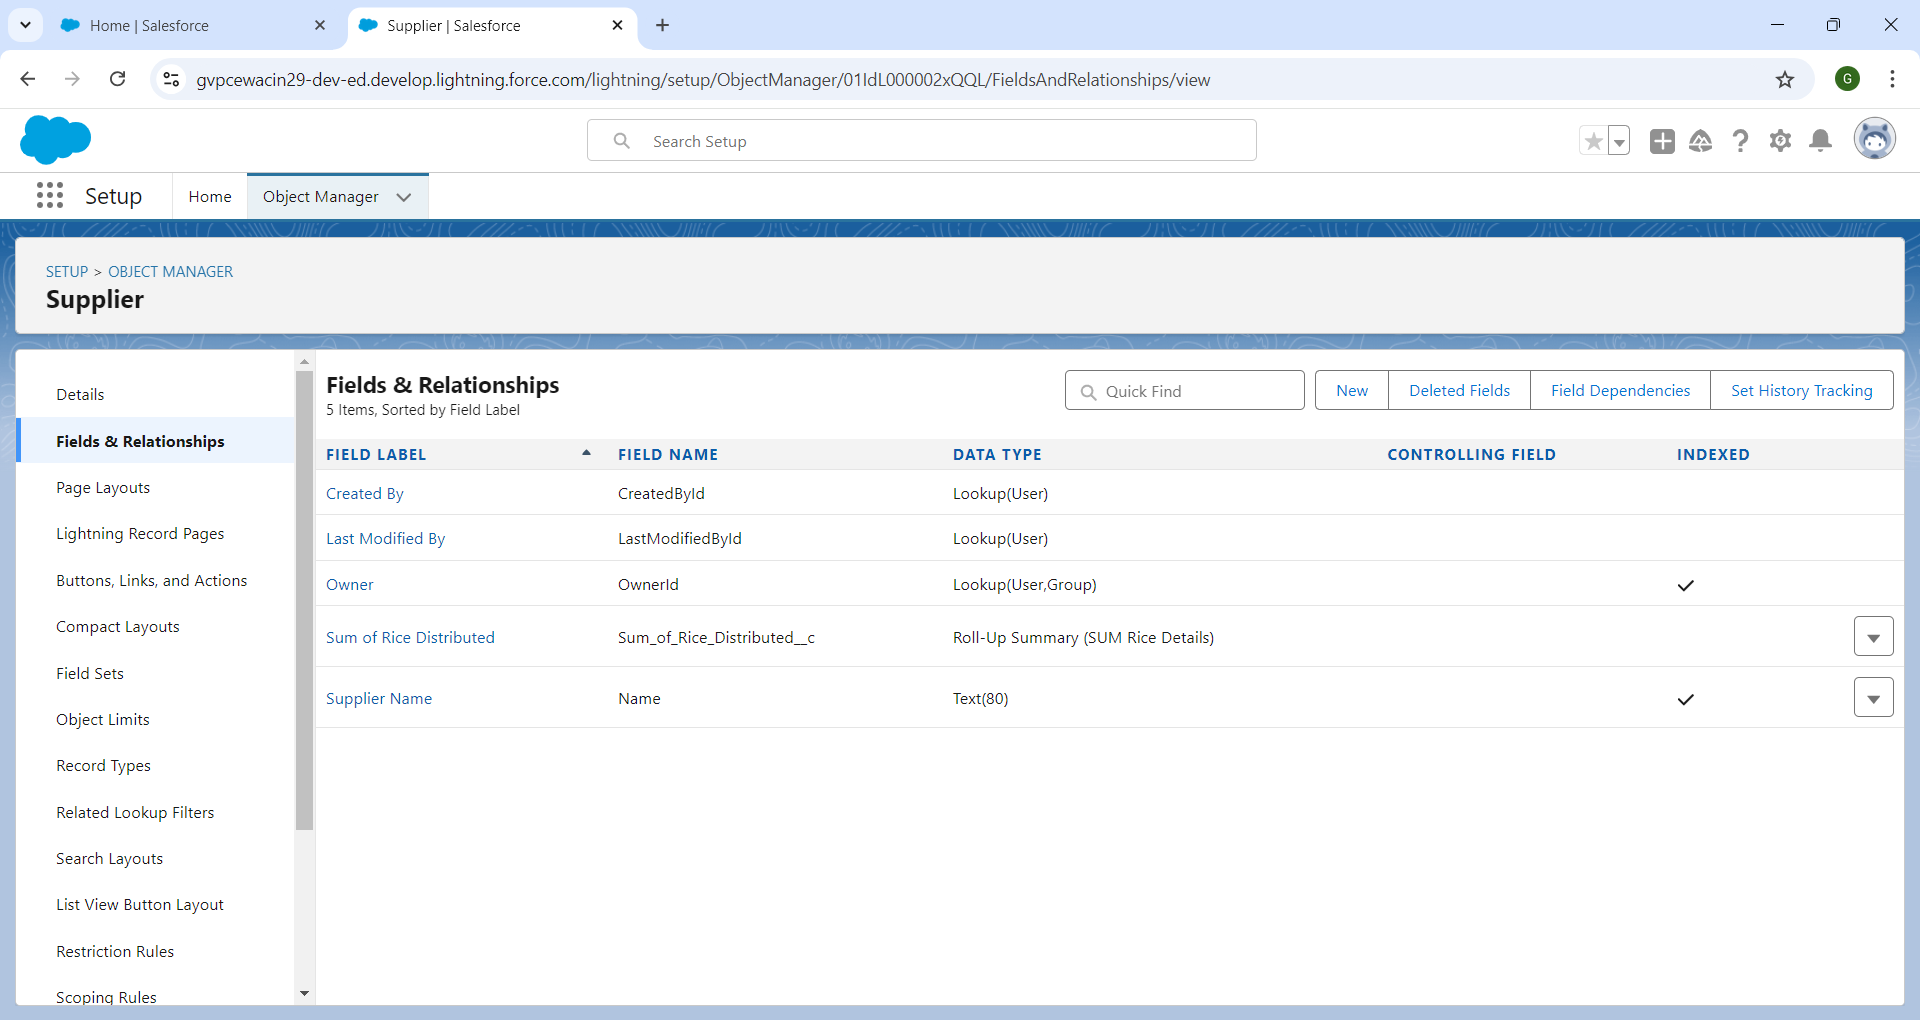 Home | Salesforce
Supplier | Salesforce
gvpcewacin29-dev-ed.develop.lightning.force.com/lightning/setup/ObjectManager/01IdL000002xQQL/FieldsAndRelationships/view
G
Search Setup
Setup
Home
Object Manager
SETUP > OBJECT MANAGER
Supplier
Details
Fields & Relationships
Page Layouts
Lightning Record Pages
Buttons, Links, and Actions
Compact Layouts
Field Sets
Object Limits
Record Types
Related Lookup Filters
Search Layouts
List View Button Layout
Restriction Rules
Scoping Rules
Fields & Relationships
5 Items, Sorted by Field Label
Quick Find
New
Deleted Fields
Field Dependencies
Set History Tracking
FIELD LABEL FIELD NAME DATA TYPE CONTROLLING FIELD INDEXED
Created By CreatedById Lookup(User)
Last Modified By LastModifiedById Lookup(User)
Owner OwnerId Lookup(User,Group)
Sum of Rice Distributed Sum_of_Rice_Distributed__c Roll-Up Summary (SUM Rice Details)
Supplier Name Name Text(80)